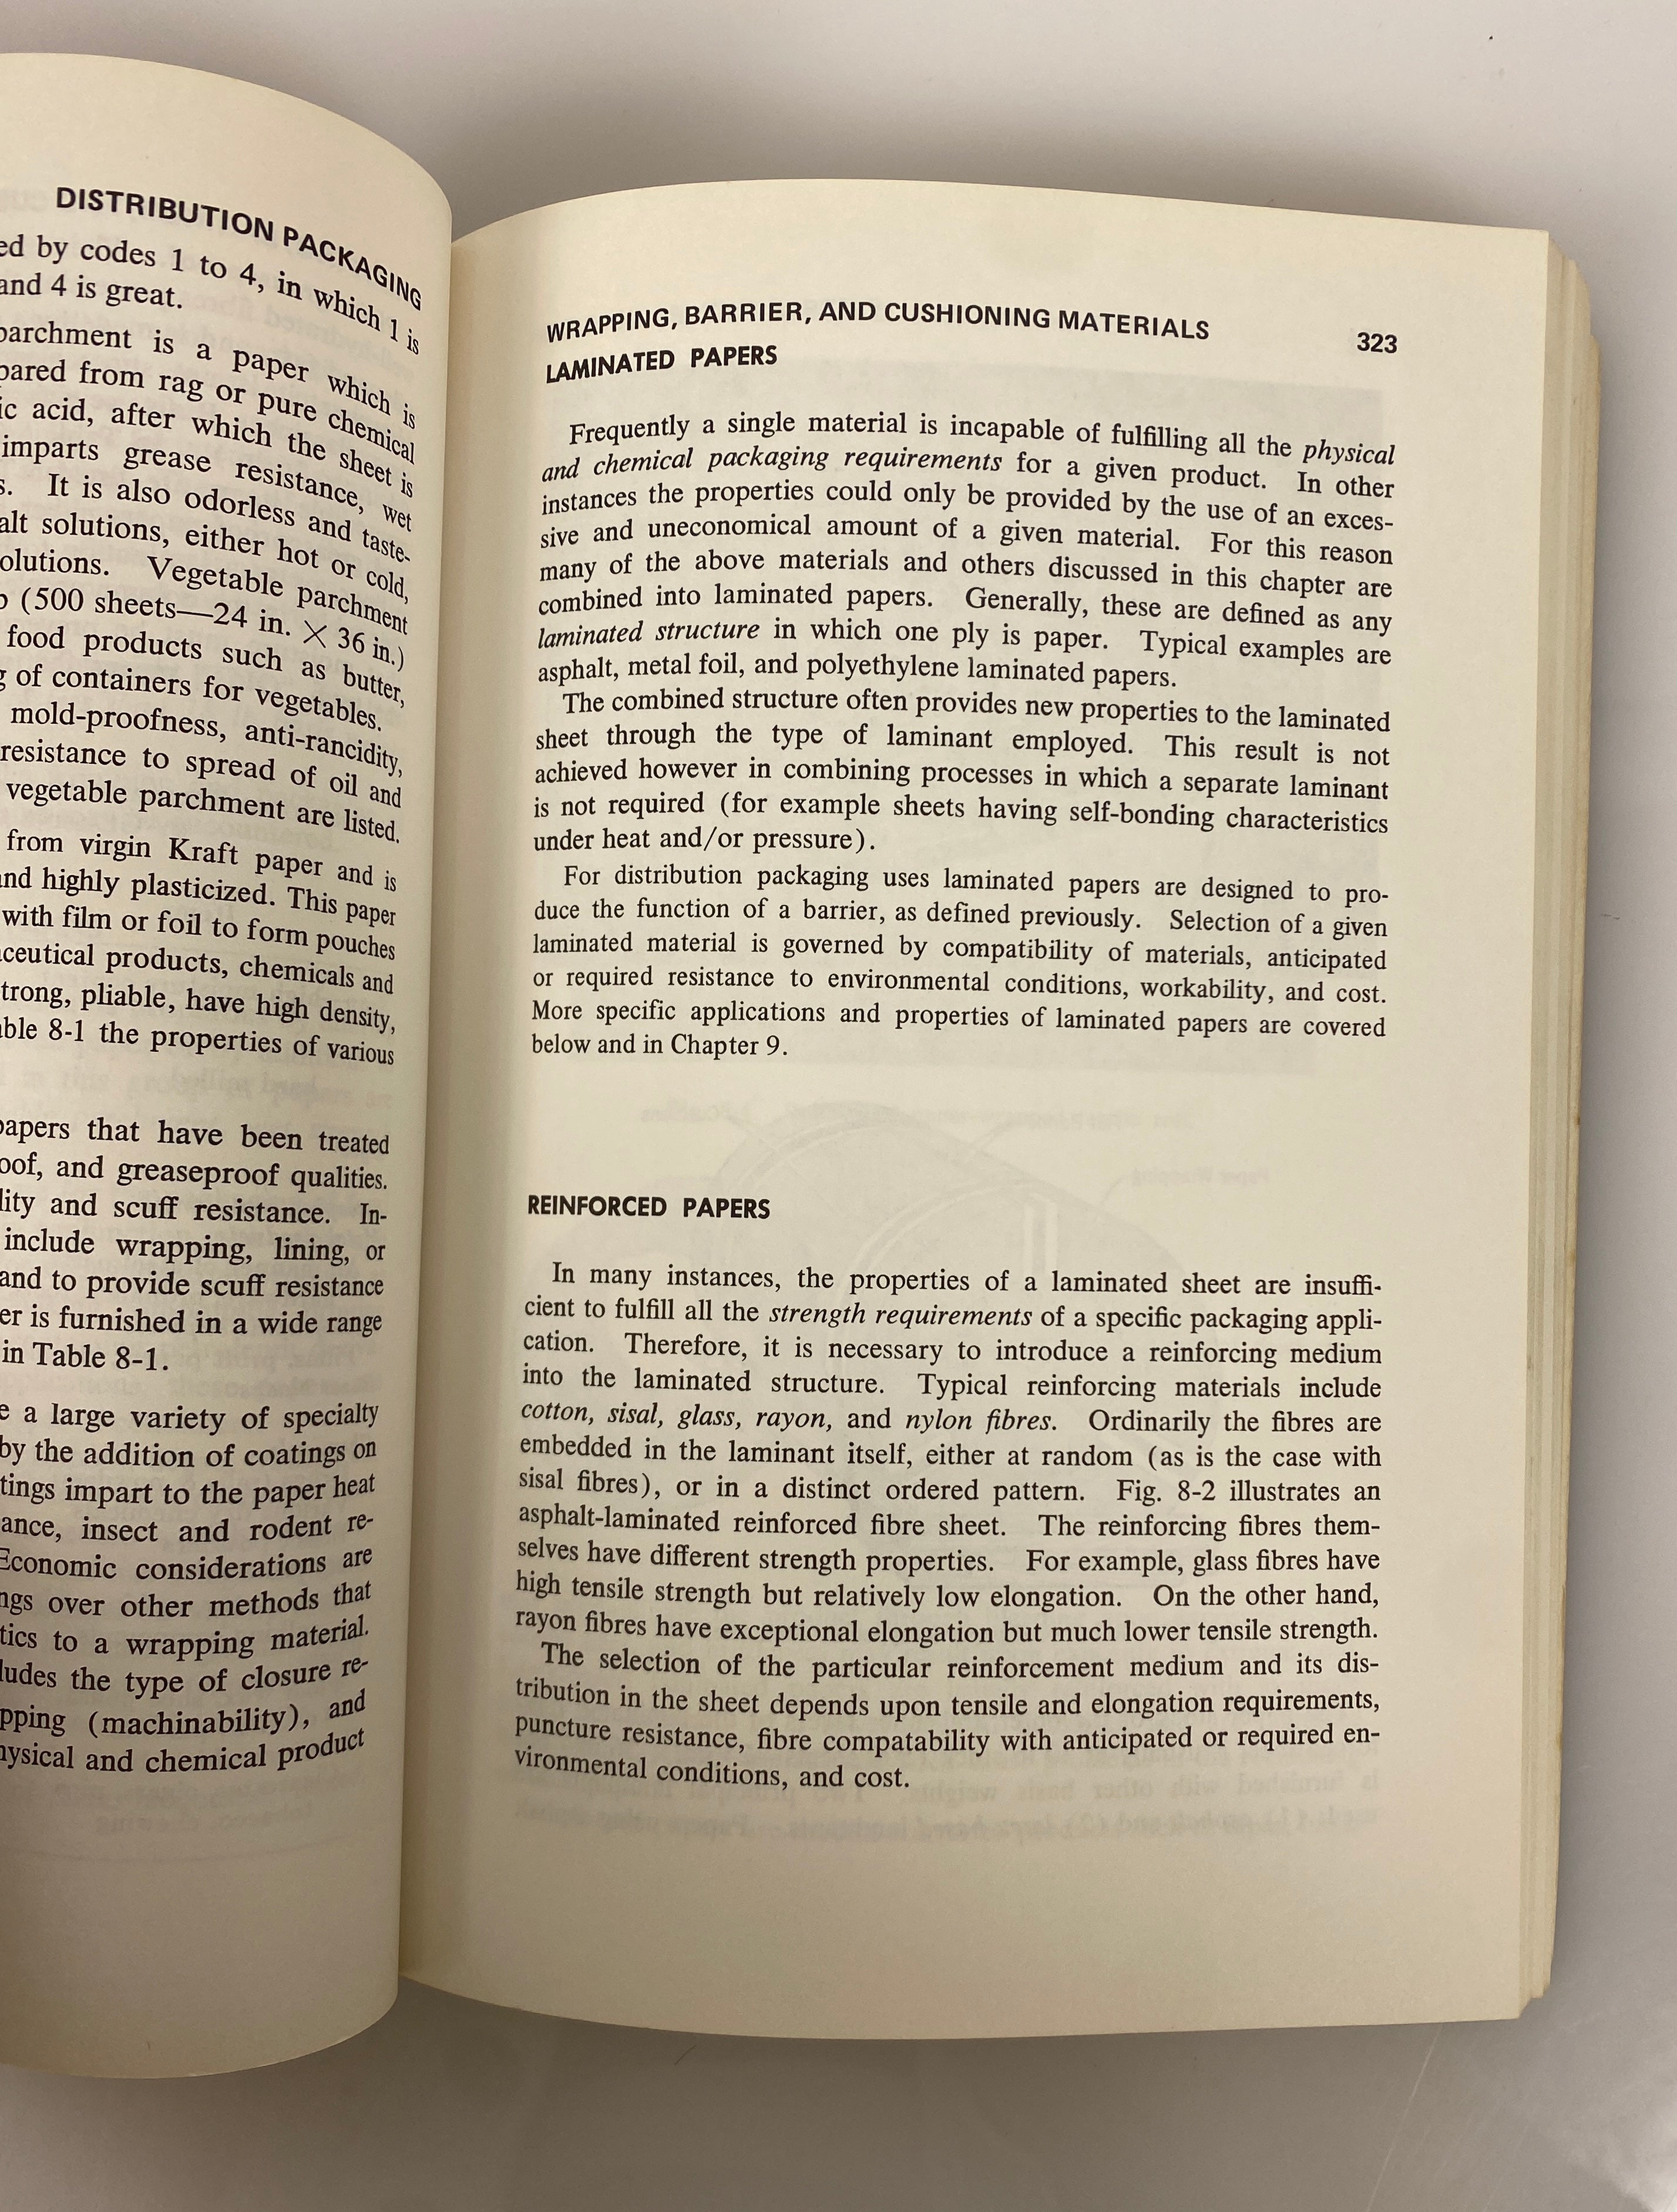 DISTRIBUTION PACKAGING
by codes 1 to 4, in which 1 is
and 4 is great.
parchment is a paper which is
from rag or pure chemical
acid, after which the sheet is
imparts grease resistance, wet
It is also odorless and taste-
solutions, either hot or cold,
Vegetable parchment
(500 sheets—24 in. × 36 in.)
food products such as butter,
of containers for vegetables.
mold-proofness, anti-rancidity,
resistance to spread of oil and
vegetable parchment are listed.
from virgin Kraft paper and is
and highly plasticized. This paper
with film or foil to form pouches
products, chemicals and
pliable, have high density,
8-1 the properties of various
papers that have been treated
and greaseproof qualities.
and scuff resistance. In-
include wrapping, lining, or
and to provide scuff resistance
is furnished in a wide range
in Table 8-1.
a large variety of specialty
by the addition of coatings on
impart to the paper heat
insect and rodent re-
Economic considerations are
over other methods that
to a wrapping material.
the type of closure re-
(machinability), and
and chemical product
WRAPPING, BARRIER, AND CUSHIONING MATERIALS 323
LAMINATED PAPERS
Frequently a single material is incapable of fulfilling all the physical
and chemical packaging requirements for a given product. In other
instances the properties could only be provided by the use of an exces-
sive and uneconomical amount of a given material. For this reason
many of the above materials and others discussed in this chapter are
combined into laminated papers. Generally, these are defined as any
laminated structure in which one ply is paper. Typical examples are
asphalt, metal foil, and polyethylene laminated papers.
The combined structure often provides new properties to the laminated
sheet through the type of laminant employed. This result is not
achieved however in combining processes in which a separate laminant
is not required (for example sheets having self-bonding characteristics
under heat and/or pressure).
For distribution packaging uses laminated papers are designed to pro-
duce the function of a barrier, as defined previously. Selection of a given
laminated material is governed by compatibility of materials, anticipated
or required resistance to environmental conditions, workability, and cost.
More specific applications and properties of laminated papers are covered
below and in Chapter 9.
REINFORCED PAPERS
In many instances, the properties of a laminated sheet are insuffi-
cient to fulfill all the strength requirements of a specific packaging appli-
cation. Therefore, it is necessary to introduce a reinforcing medium
into the laminated structure. Typical reinforcing materials include
cotton, sisal, glass, rayon, and nylon fibres. Ordinarily the fibres are
embedded in the laminant itself, either at random (as is the case with
sisal fibres), or in a distinct ordered pattern. Fig. 8-2 illustrates an
asphalt-laminated reinforced fibre sheet. The reinforcing fibres them-
selves have different strength properties. For example, glass fibres have
high tensile strength but relatively low elongation. On the other hand,
rayon fibres have exceptional elongation but much lower tensile strength.
The selection of the particular reinforcement medium and its dis-
tribution in the sheet depends upon tensile and elongation requirements,
puncture resistance, fibre compatability with anticipated or required en-
vironmental conditions, and cost.